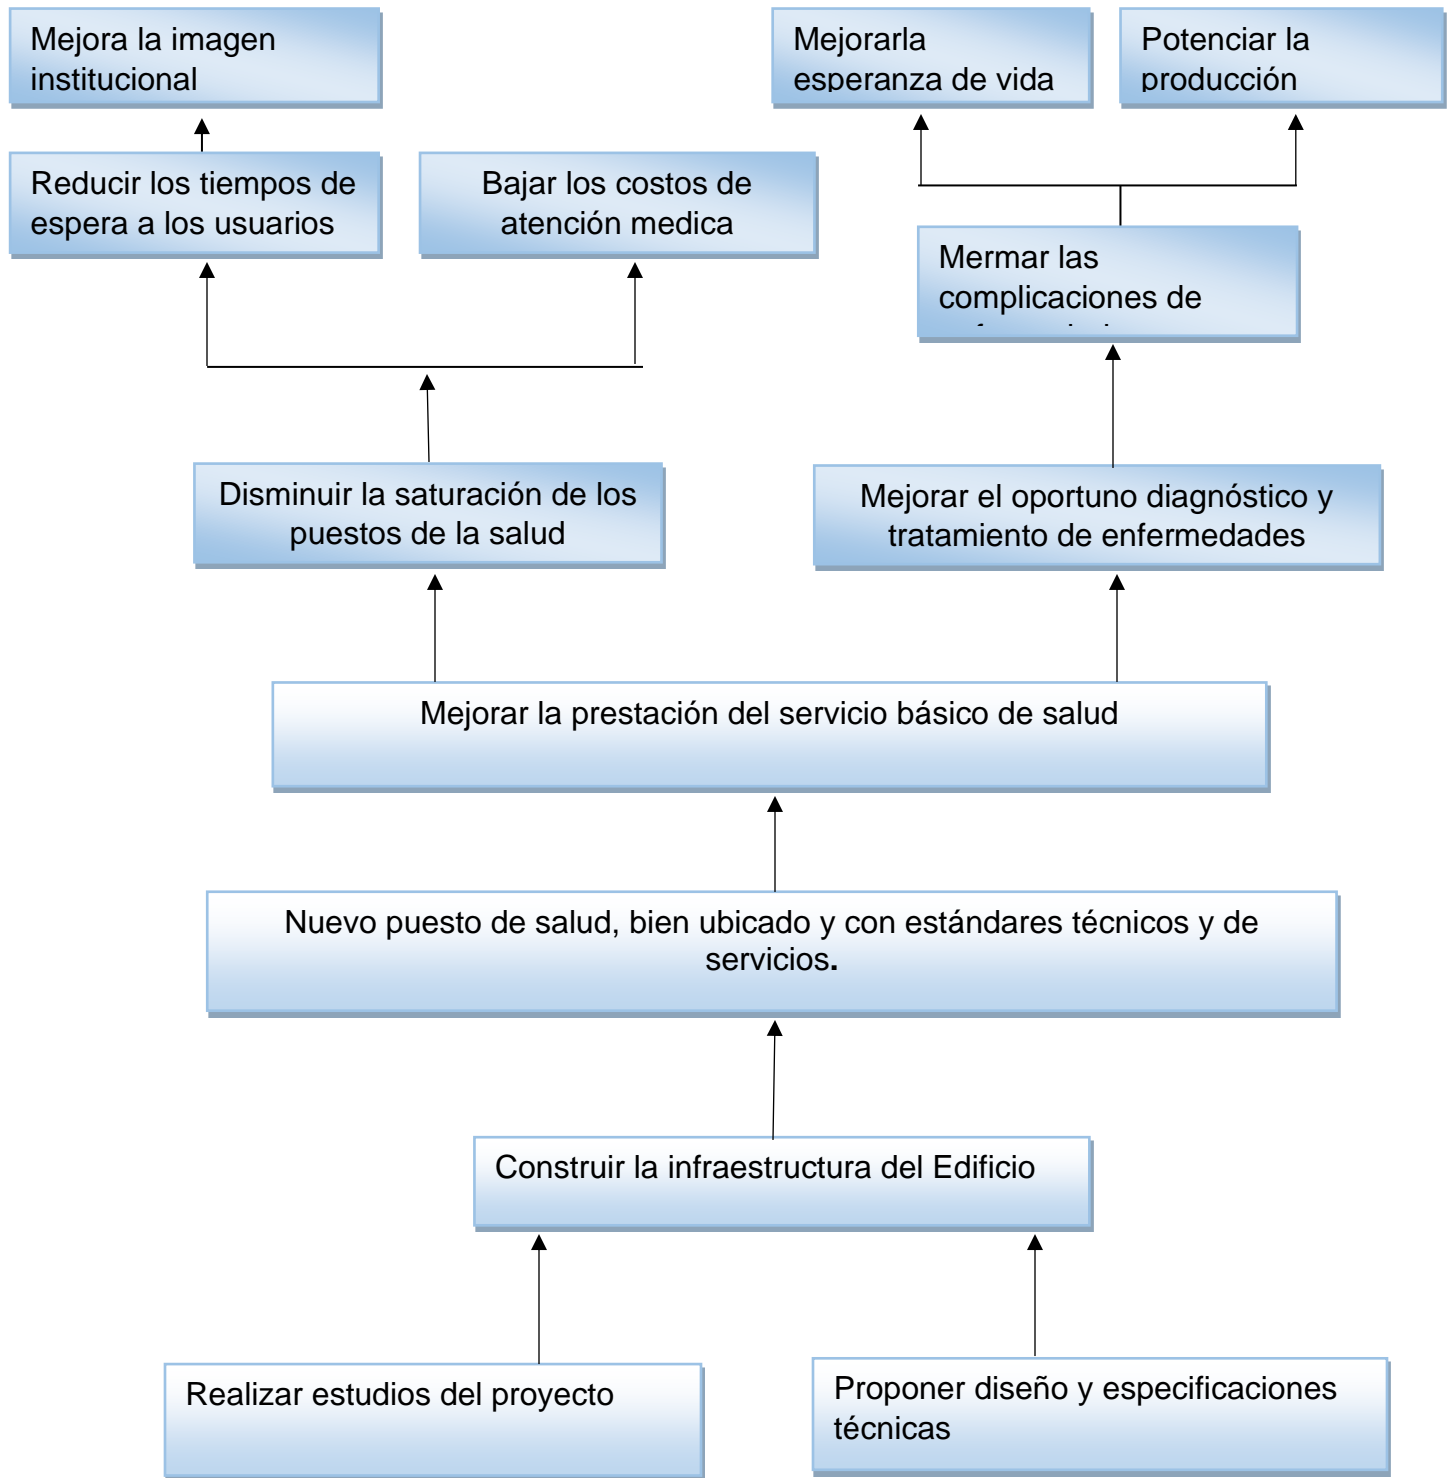 Mejora la imagen
institucional
Mejorarla
esperanza de vida
Potenciar la
producción
Reducir los tiempos de
espera a los usuarios
Bajar los costos de
atención medica
Mermar las
complicaciones de
Disminuir la saturación de los
puestos de la salud
Mejorar el oportuno diagnóstico y
tratamiento de enfermedades
Mejorar la prestación del servicio básico de salud
Nuevo puesto de salud, bien ubicado y con estándares técnicos y de
servicios.
Construir la infraestructura del Edificio
Realizar estudios del proyecto
Proponer diseño y especificaciones
técnicas